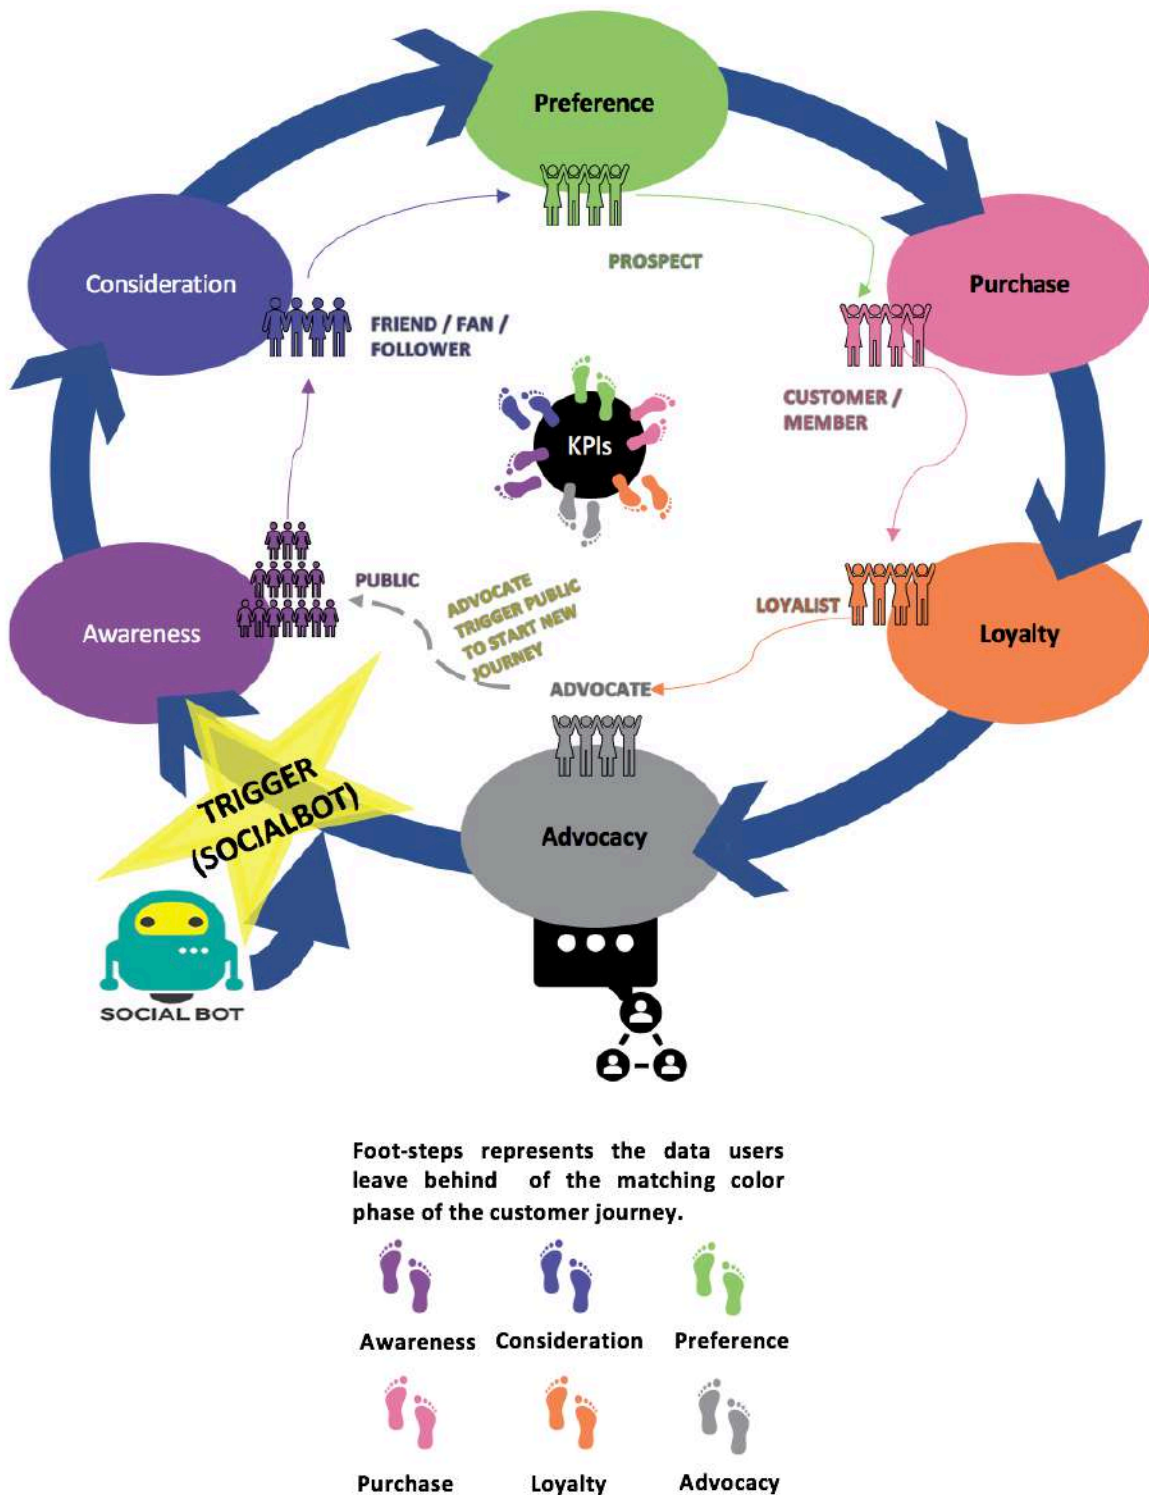 Preference
PROSPECT
Consideration
FRIEND / FAN /
FOLLOWER
Purchase
CUSTOMER /
MEMBER
KPIs
Awareness
PUBLIC
ADVOCATE
TRIGGER PUBLIC
TO START NEW
JOURNEY
LOYALIST
Loyalty
ADVOCATE
Advocacy
TRIGGER
(SOCIALBOT)
SOCIAL BOT
Foot-steps represents the data users
leave behind of the matching color
phase of the customer journey.
Awareness Consideration Preference
Purchase Loyalty Advocacy